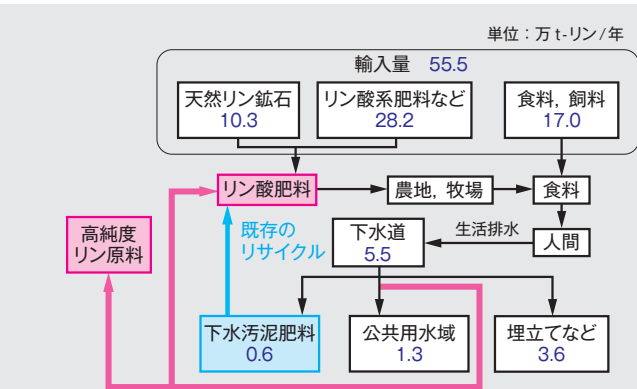 単位：万 t-リン/年
輸入量 55.5
天然リン鉱石
10.3
リン酸系肥料など
28.2
食料，飼料
17.0
リン酸肥料
農地，牧場
食料
高純度
リン原料
既存の
リサイクル
下水道
5.5
生活排水
人間
下水汚泥肥料
0.6
公共用水域
1.3
埋立てなど
3.6